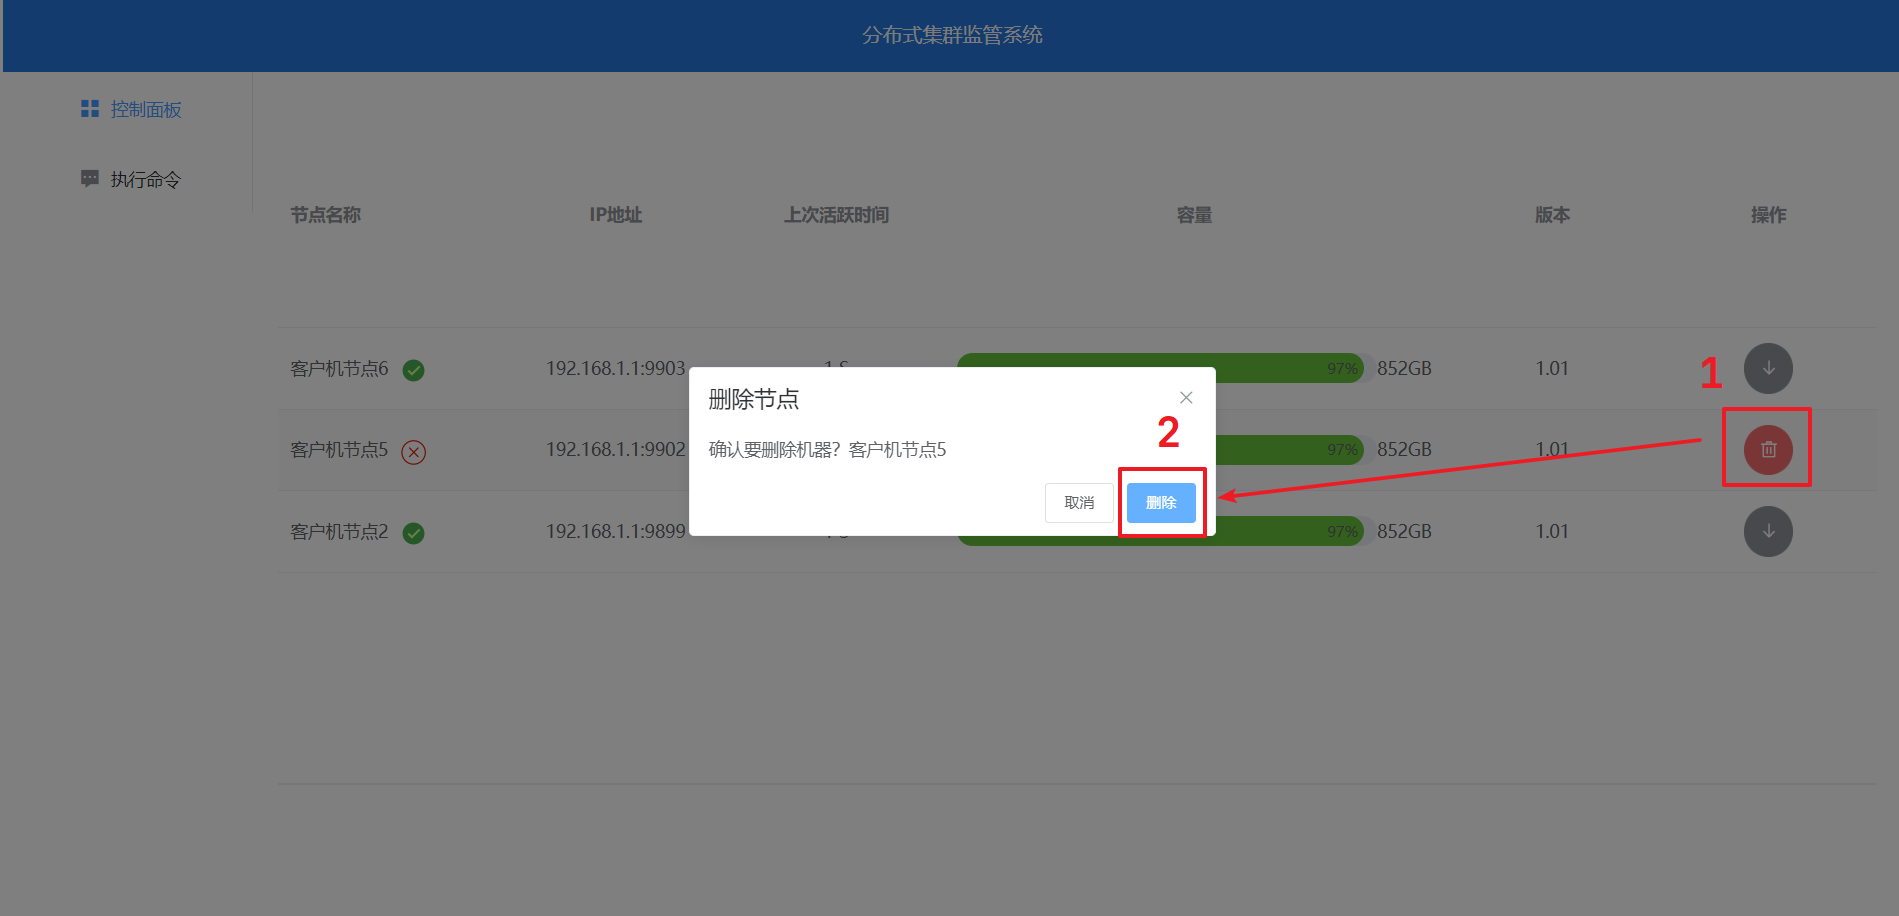 分布式集群监管系统
控制面板
执行命令
节点名称 IP地址 上次活跃时间 容量 版本 操作
客户机节点6 192.168.1.1:9903 1 S 97% 852GB 1.01
1
删除节点
2
客户机节点5 192.168.1.1:9902 确认要删除机器？客户机节点5 97% 852GB 1.01
取消 删除
客户机节点2 192.168.1.1:9899 97% 852GB 1.01